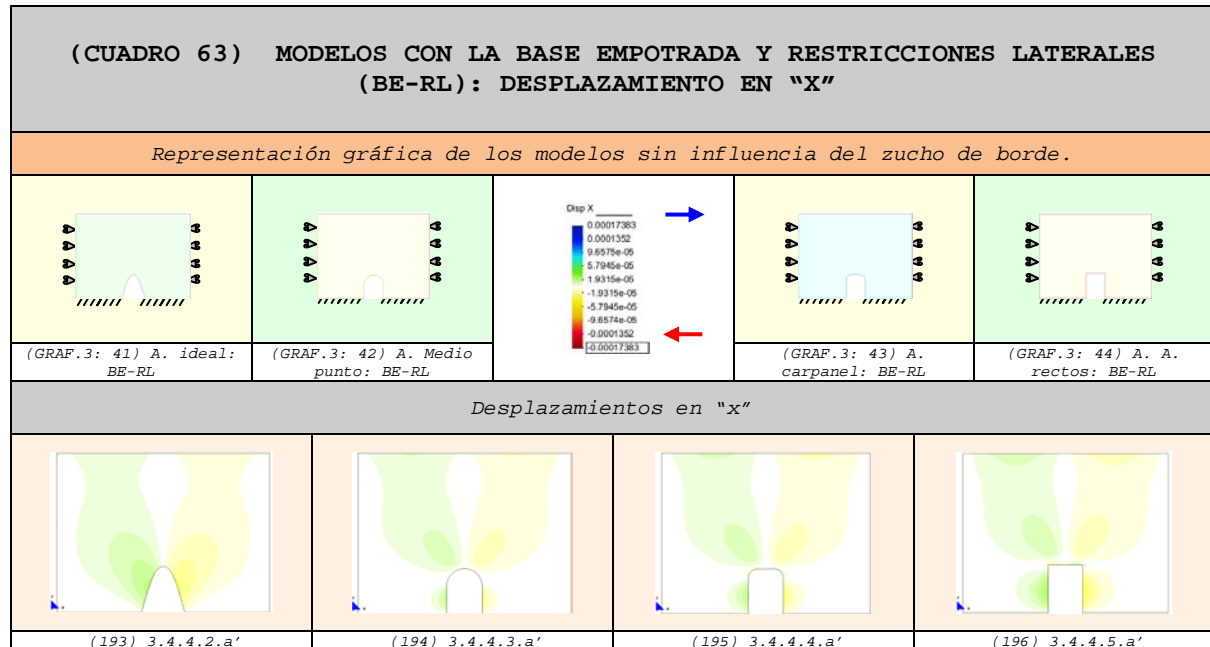 (CUADRO 63) MODELOS CON LA BASE EMPOTRADA Y RESTRICCIONES LATERALES
(BE-RL): DESPLAZAMIENTO EN “X”
Representación gráfica de los modelos sin influencia del zucho de borde.
Disp X
0.00017383
0.0001352
9.6575e-05
5.7945e-05
1.9315e-05
-1.9315e-05
-5.7945e-05
-9.6574e-05
-0.0001352
-0.00017383
(GRAF.3: 41) A. ideal:
BE-RL
(GRAF.3: 42) A. Medio
punto: BE-RL
(GRAF.3: 43) A.
carpanel: BE-RL
(GRAF.3: 44) A. A.
rectos: BE-RL
Desplazamientos en “x”
(193) 3.4.4.2.a’
(194) 3.4.4.3.a’
(195) 3.4.4.4.a’
(196) 3.4.4.5.a’